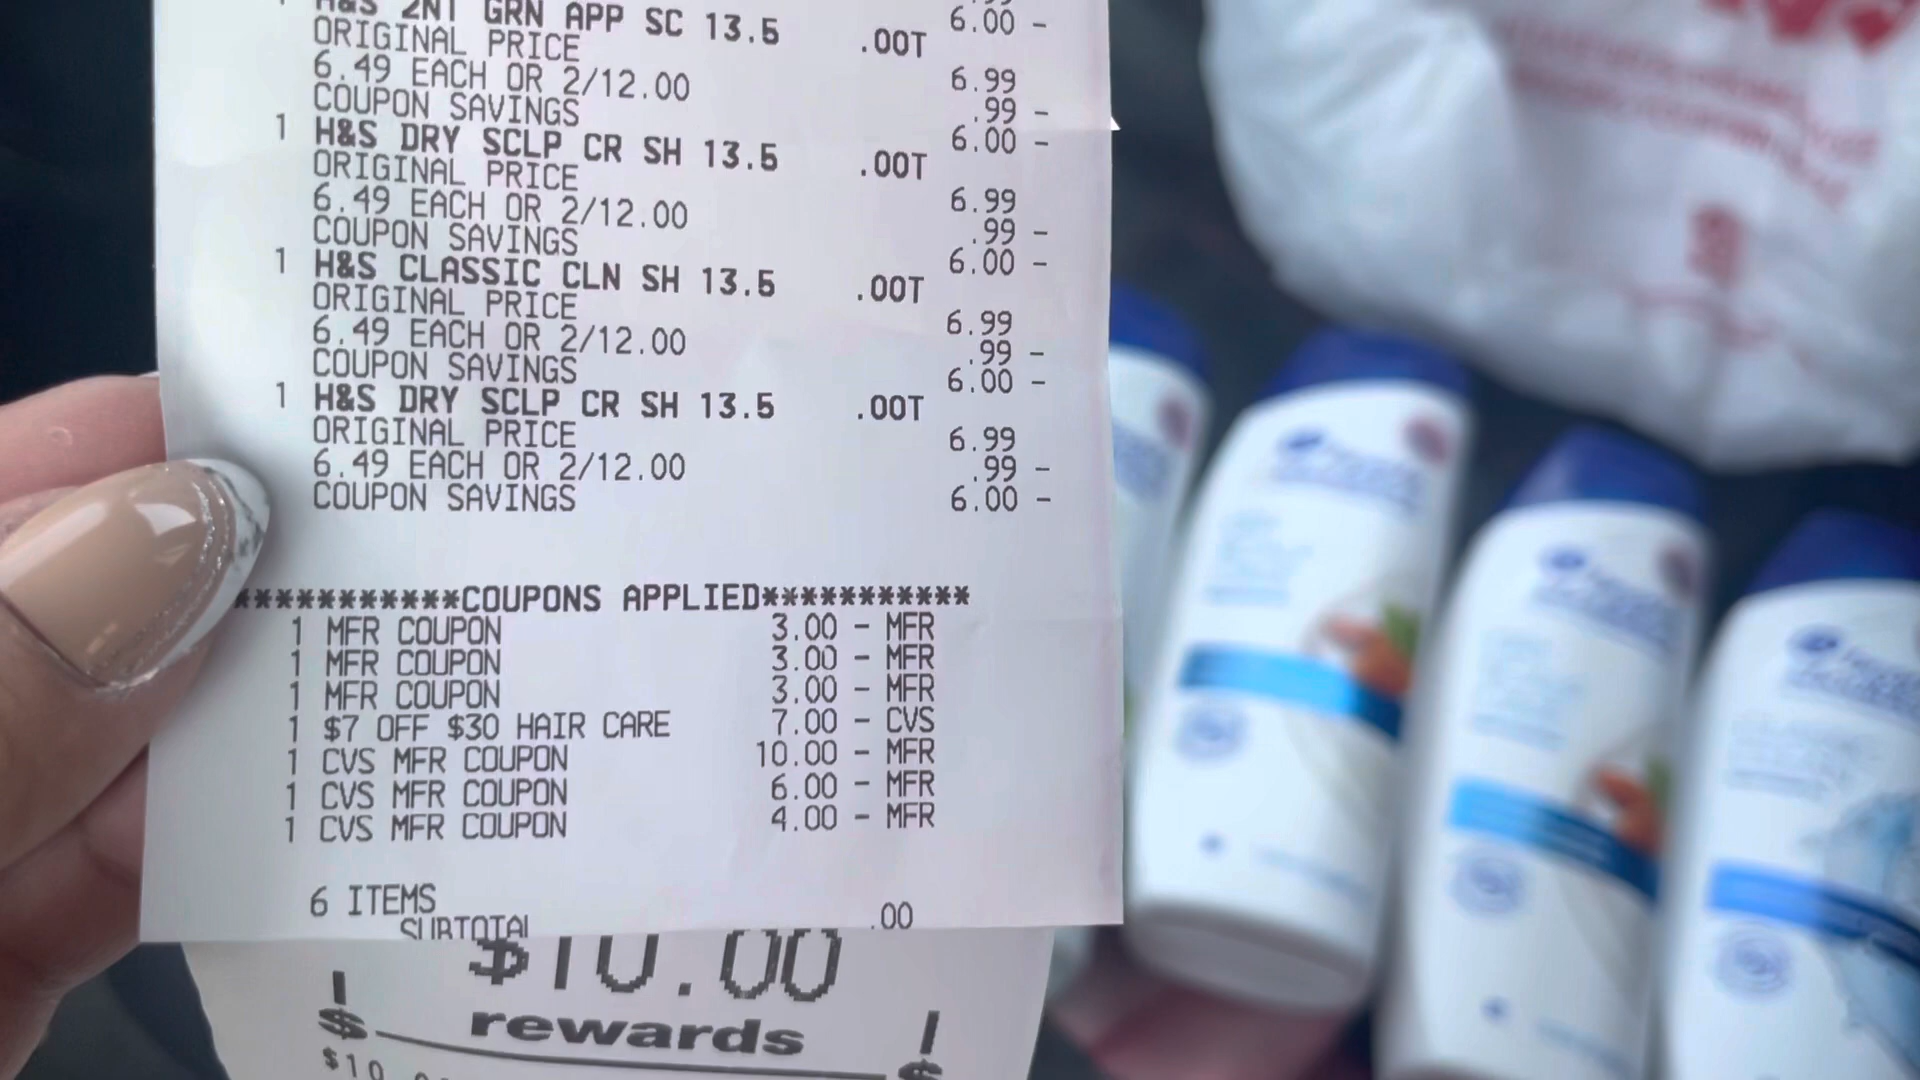 1 H&S 2N1 GRN APP SC 13.5 .00T
ORIGINAL PRICE 6.99
6.49 EACH OR 2/12.00 .99 -
COUPON SAVINGS 6.00 -
1 H&S DRY SCLP CR SH 13.5 .00T
ORIGINAL PRICE 6.99
6.49 EACH OR 2/12.00 .99 -
COUPON SAVINGS 6.00 -
1 H&S CLASSIC CLN SH 13.5 .00T
ORIGINAL PRICE 6.99
6.49 EACH OR 2/12.00 .99 -
COUPON SAVINGS 6.00 -
1 H&S DRY SCLP CR SH 13.5 .00T
ORIGINAL PRICE 6.99
6.49 EACH OR 2/12.00 .99 -
COUPON SAVINGS 6.00 -
***********COUPONS APPLIED***********
1 MFR COUPON 3.00 - MFR
1 MFR COUPON 3.00 - MFR
1 MFR COUPON 3.00 - MFR
1 $7 OFF $30 HAIR CARE 7.00 - CVS
1 CVS MFR COUPON 10.00 - MFR
1 CVS MFR COUPON 6.00 - MFR
1 CVS MFR COUPON 4.00 - MFR
6 ITEMS
SUBTOTAL .00
$10.00
rewards